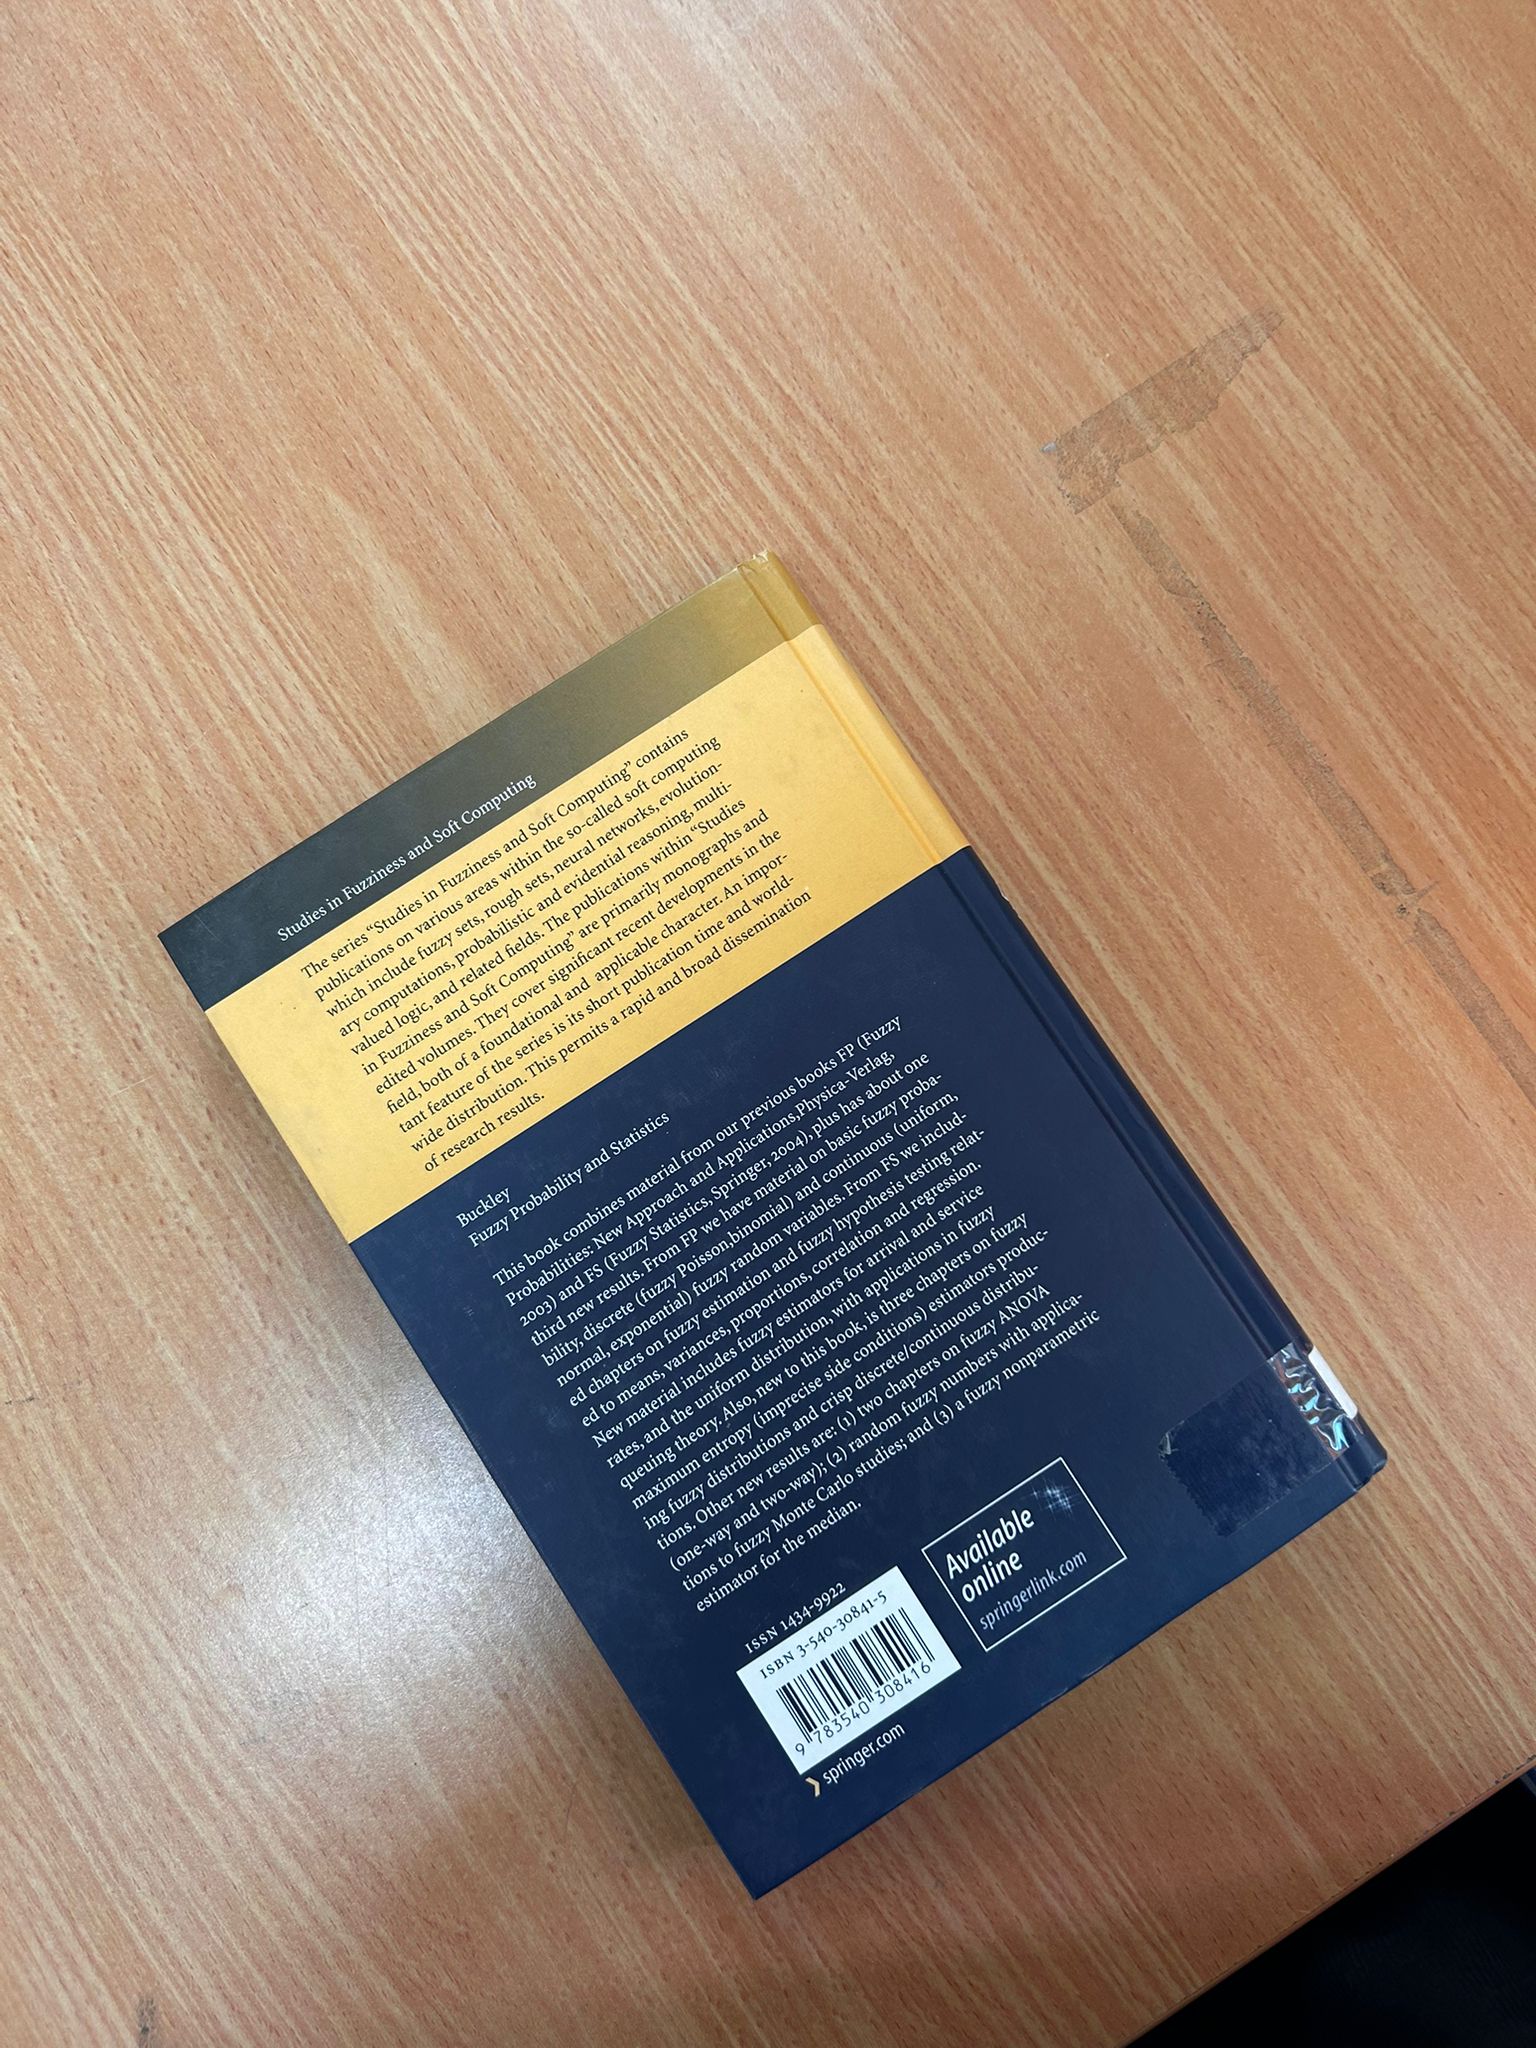 Studies in Fuzziness and Soft Computing
The series “Studies in Fuzziness and Soft Computing” contains
publications on various areas within the so-called soft computing
which include fuzzy sets, rough sets, neural networks, evolution-
ary computations, probabilistic and evidential reasoning, multi-
valued logic, and related fields. The publications within “Studies
in Fuzziness and Soft Computing” are primarily monographs and
edited volumes. They cover significant recent developments in the
field, both of a foundational and applicable character. An impor-
tant feature of the series is its short publication time and world-
wide distribution. This permits a rapid and broad dissemination
of research results.
Buckley
Fuzzy Probability and Statistics
This book combines material from our previous books FP (Fuzzy
Probabilities: New Approach and Applications,Physica-Verlag,
2003) and FS (Fuzzy Statistics, Springer, 2004), plus has about one
third new results. From FP we have material on basic fuzzy proba-
bility, discrete (fuzzy Poisson,binomial) and continuous (uniform,
normal, exponential) fuzzy random variables. From FS we includ-
ed chapters on fuzzy estimation and fuzzy hypothesis testing relat-
ed to means, variances, proportions, correlation and regression.
New material includes fuzzy estimators for arrival and service
rates, and the uniform distribution, with applications in fuzzy
queuing theory. Also, new to this book, is three chapters on fuzzy
maximum entropy (imprecise side conditions) estimators produc-
ing fuzzy distributions and crisp discrete/continuous distribu-
tions. Other new results are: (1) two chapters on fuzzy ANOVA
(one-way and two-way); (2) random fuzzy numbers with applica-
tions to fuzzy Monte Carlo studies; and (3) a fuzzy nonparametric
estimator for the median.
ISSN 1434-9922
ISBN 3-540-30841-5
9 783540 308416
springer.com
Available
online
springerlink.com